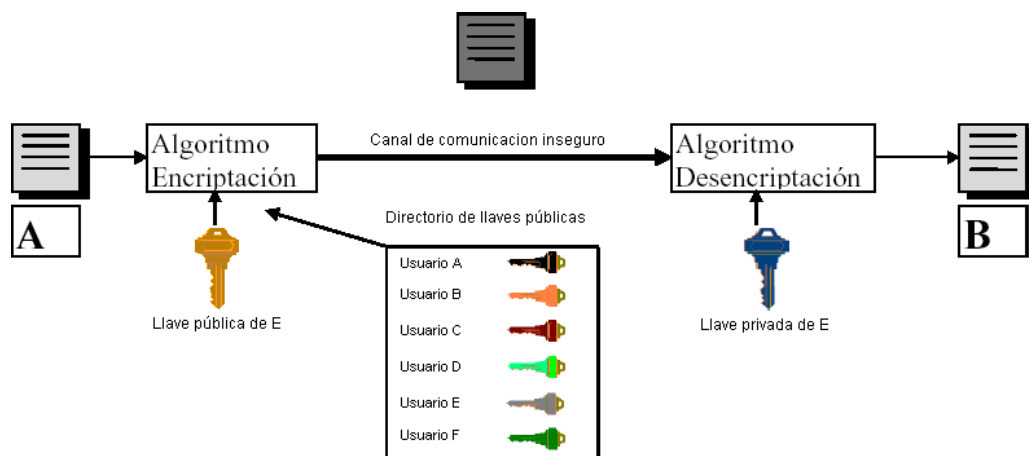 Algoritmo
Encriptación
Canal de comunicacion inseguro
Algoritmo
Desencriptación
A
B
Directorio de llaves públicas
Llave pública de E
Usuario A
Usuario B
Usuario C
Usuario D
Usuario E
Usuario F
Llave privada de E